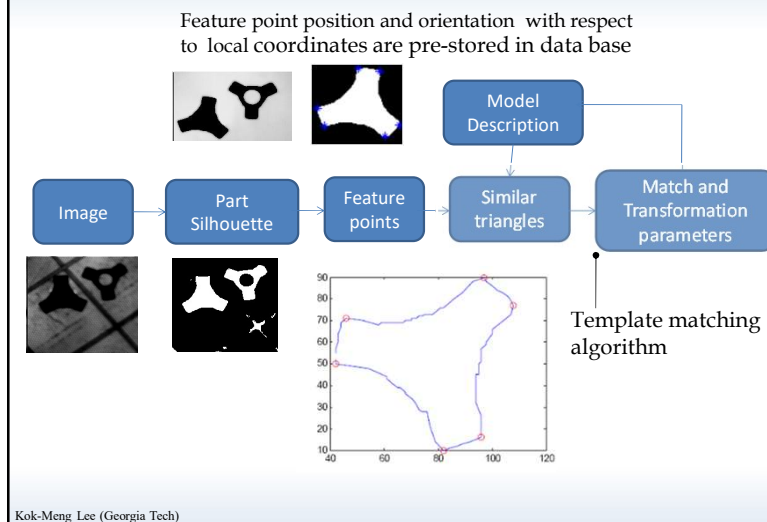 Feature point position and orientation with respect
to local coordinates are pre-stored in data base
Model
Description
Image
Part
Silhouette
Feature
points
Similar
triangles
Match and
Transformation
parameters
Template matching
algorithm
90
80
70
60
50
40
30
20
10
40
60
80
100
120
Kok-Meng Lee (Georgia Tech)